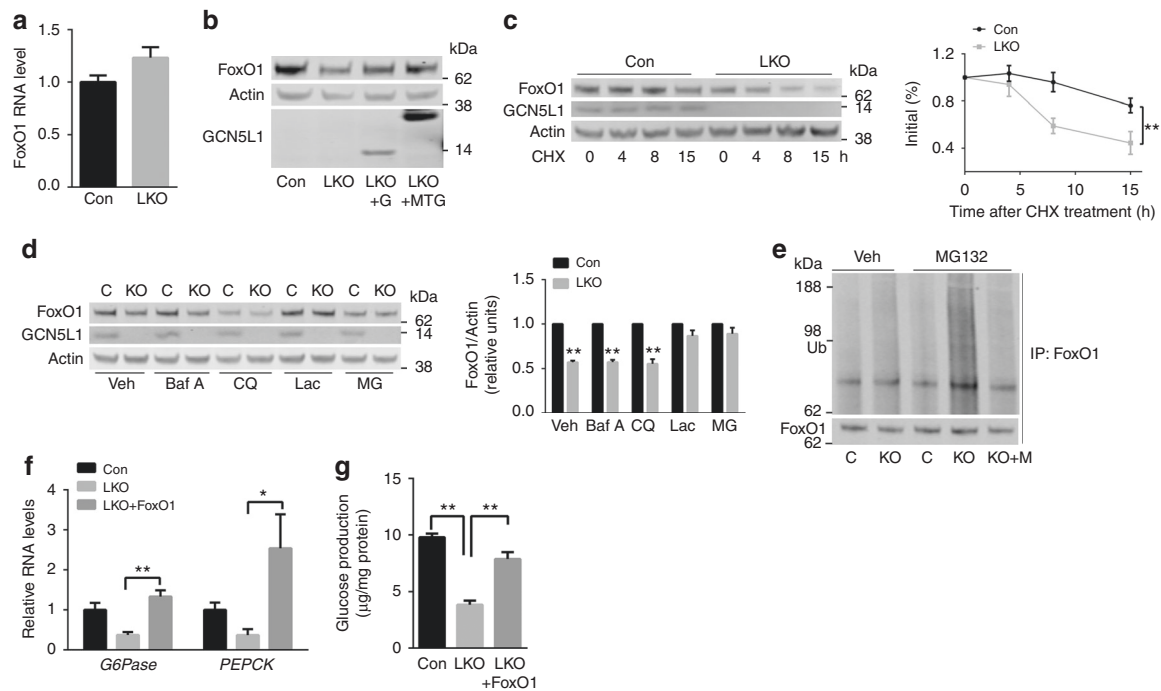 a
FoxO1 RNA level
1.5
1.0
0.5
0.0
Con LKO
b
kDa
FoxO1
62
Actin
38
GCN5L1
14
Con LKO LKO LKO
+G +MTG
c
Con LKO
kDa
FoxO1
62
GCN5L1
14
Actin
38
CHX 0 4 8 15 0 4 8 15 h
Con
LKO
Initial (%)
1.2
0.8
0.4
**
0 5 10 15
Time after CHX treatment (h)
d
C KO C KO C KO C KO C KO
kDa
FoxO1
62
GCN5L1
14
Actin
38
Veh Baf A CQ Lac MG
Con
LKO
FoxO1/Actin
(relative units)
1.5
1.0
0.5
0.0
** ** **
Veh Baf A CQ Lac MG
e
Veh MG132
kDa
188
98
Ub
62
FoxO1
62
IP: FoxO1
C KO C KO KO+M
f
Con
LKO
LKO+FoxO1
Relative RNA levels
4
3
2
1
0
** *
G6Pase PEPCK
g
Glucose production
(μg/mg protein)
15
10
5
0
** **
Con LKO LKO
+FoxO1